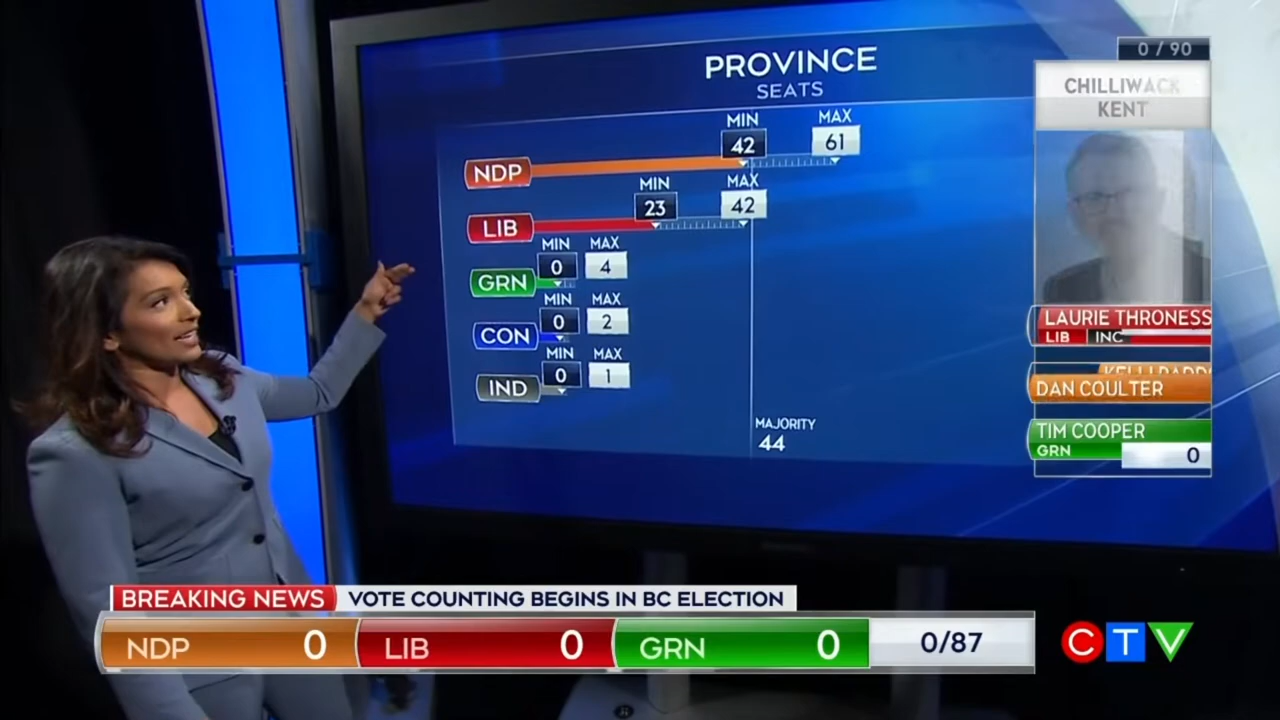 PROVINCE
SEATS
MIN MAX
NDP 42 61
MIN MAX
LIB 23 42
MIN MAX
GRN 0 4
MIN MAX
CON 0 2
MIN MAX
IND 0 1
MAJORITY
44
0 / 90
CHILLIWACK
KENT
LAURIE THRONESS
LIB INC
DAN COULTER
TIM COOPER
GRN 0
BREAKING NEWS VOTE COUNTING BEGINS IN BC ELECTION
NDP 0 LIB 0 GRN 0 0/87
CTV